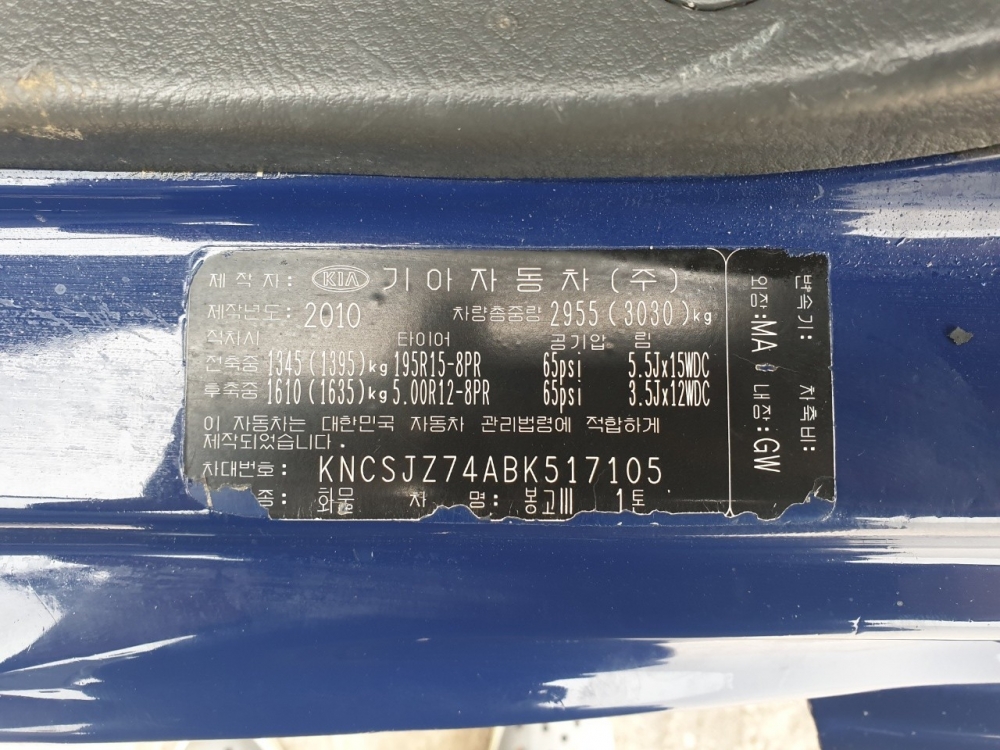 제작자: KIA 기아자동차(주)
제작년도: 2010 차량총중량 2955(3030)kg
적차시 타이어 공기압 림
전축중 1345(1395)kg 195R15-8PR 65psi 5.5Jx15WDC
후축중 1610(1635)kg 5.00R12-8PR 65psi 3.5Jx12WDC
이 자동차는 대한민국 자동차 관리법령에 적합하게
제작되었습니다.
차대번호: KNCSJZ74ABK517105
종: 화물 차 명: 봉고III 1톤
변속기: 차축비:
외장:MA 내장:GW